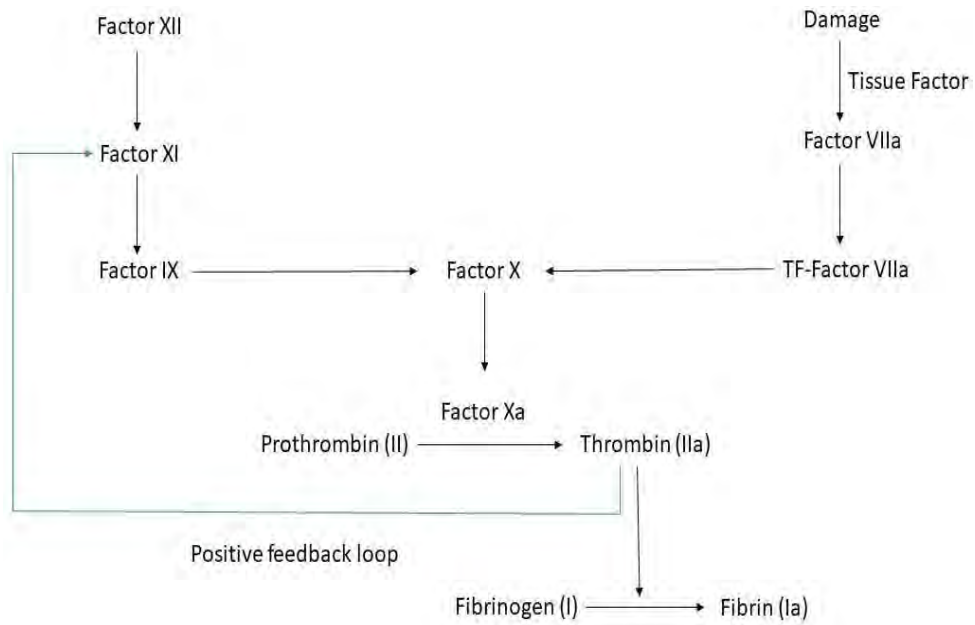 Factor XII
Damage
Tissue Factor
Factor XI
Factor VIIa
Factor IX
Factor X
TF-Factor VIIa
Factor Xa
Prothrombin (II)
Thrombin (IIa)
Positive feedback loop
Fibrinogen (I)
Fibrin (Ia)